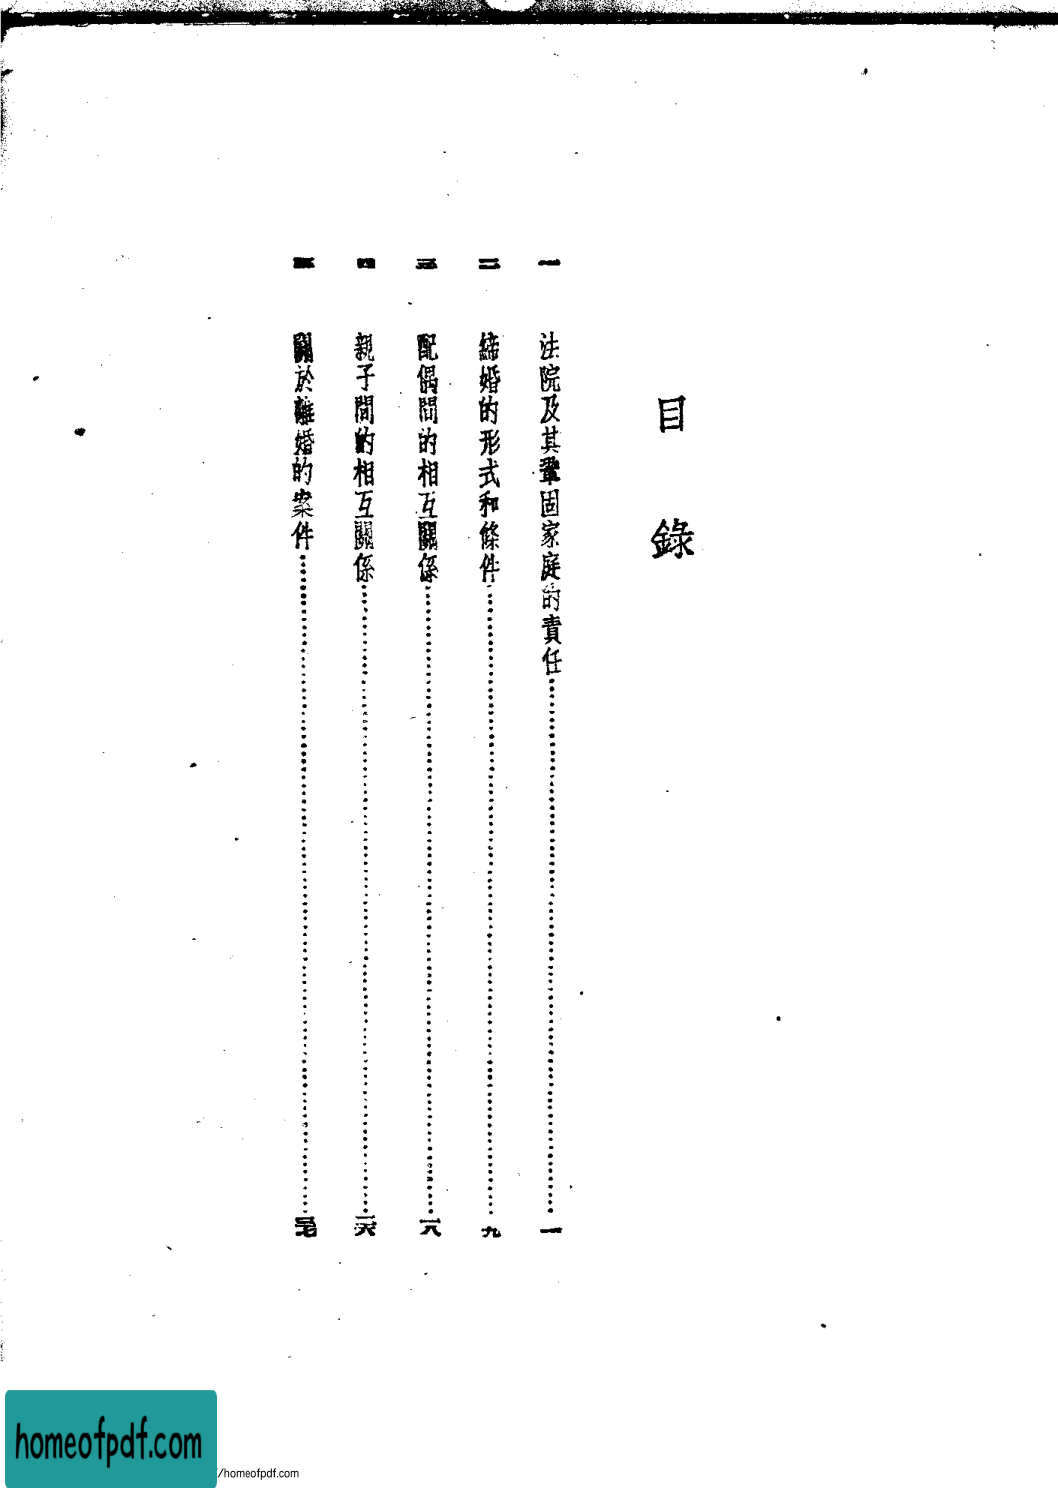 目錄
一 法院及其鞏固家庭的責任……一
二 締婚的形式和條件……九
三 配偶間的相互關係……一八
四 親子間的相互關係……二六
五 關於離婚的案件……三七
homeofpdf.com
/homeofpdf.com